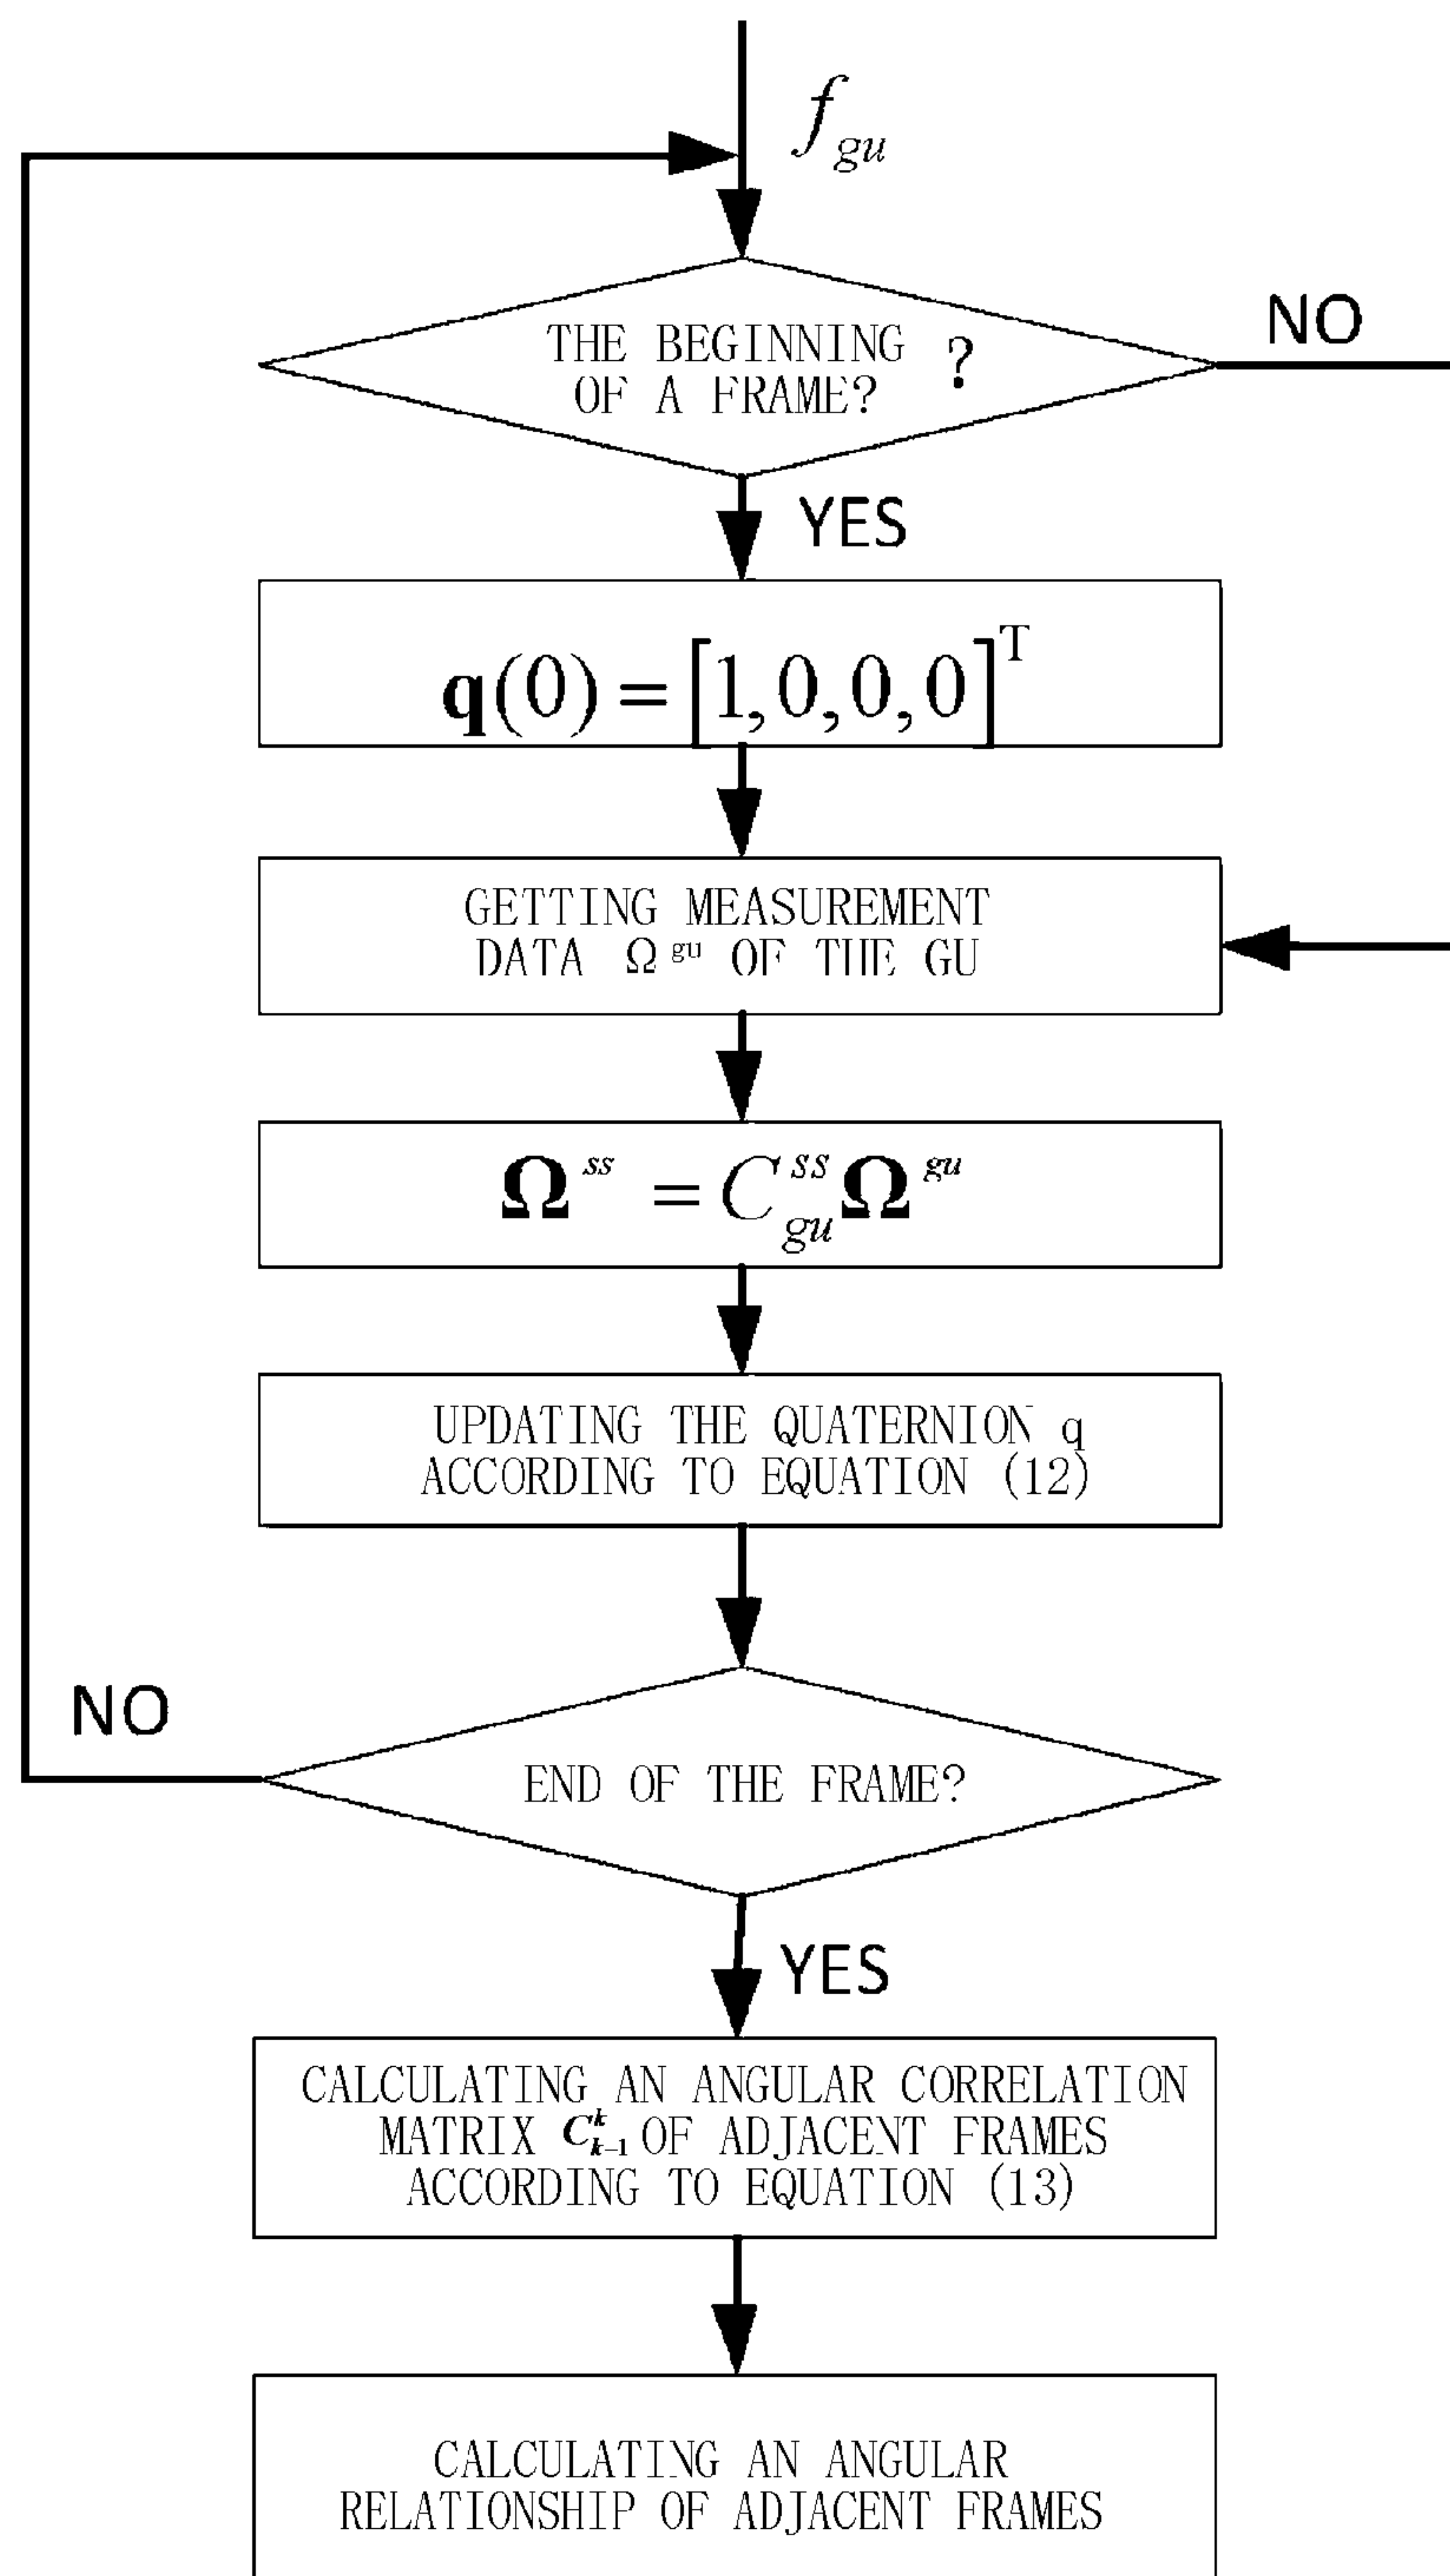 f_gu
THE BEGINNING
OF A FRAME? ?
NO
YES
q(0) = [1,0,0,0]^T
GETTING MEASUREMENT
DATA Ω^gu OF THE GU
Ω^ss = C_gu^ss Ω^gu
UPDATING THE QUATERNION q
ACCORDING TO EQUATION (12)
NO
END OF THE FRAME?
YES
CALCULATING AN ANGULAR CORRELATION
MATRIX C_k-1^k OF ADJACENT FRAMES
ACCORDING TO EQUATION (13)
CALCULATING AN ANGULAR
RELATIONSHIP OF ADJACENT FRAMES